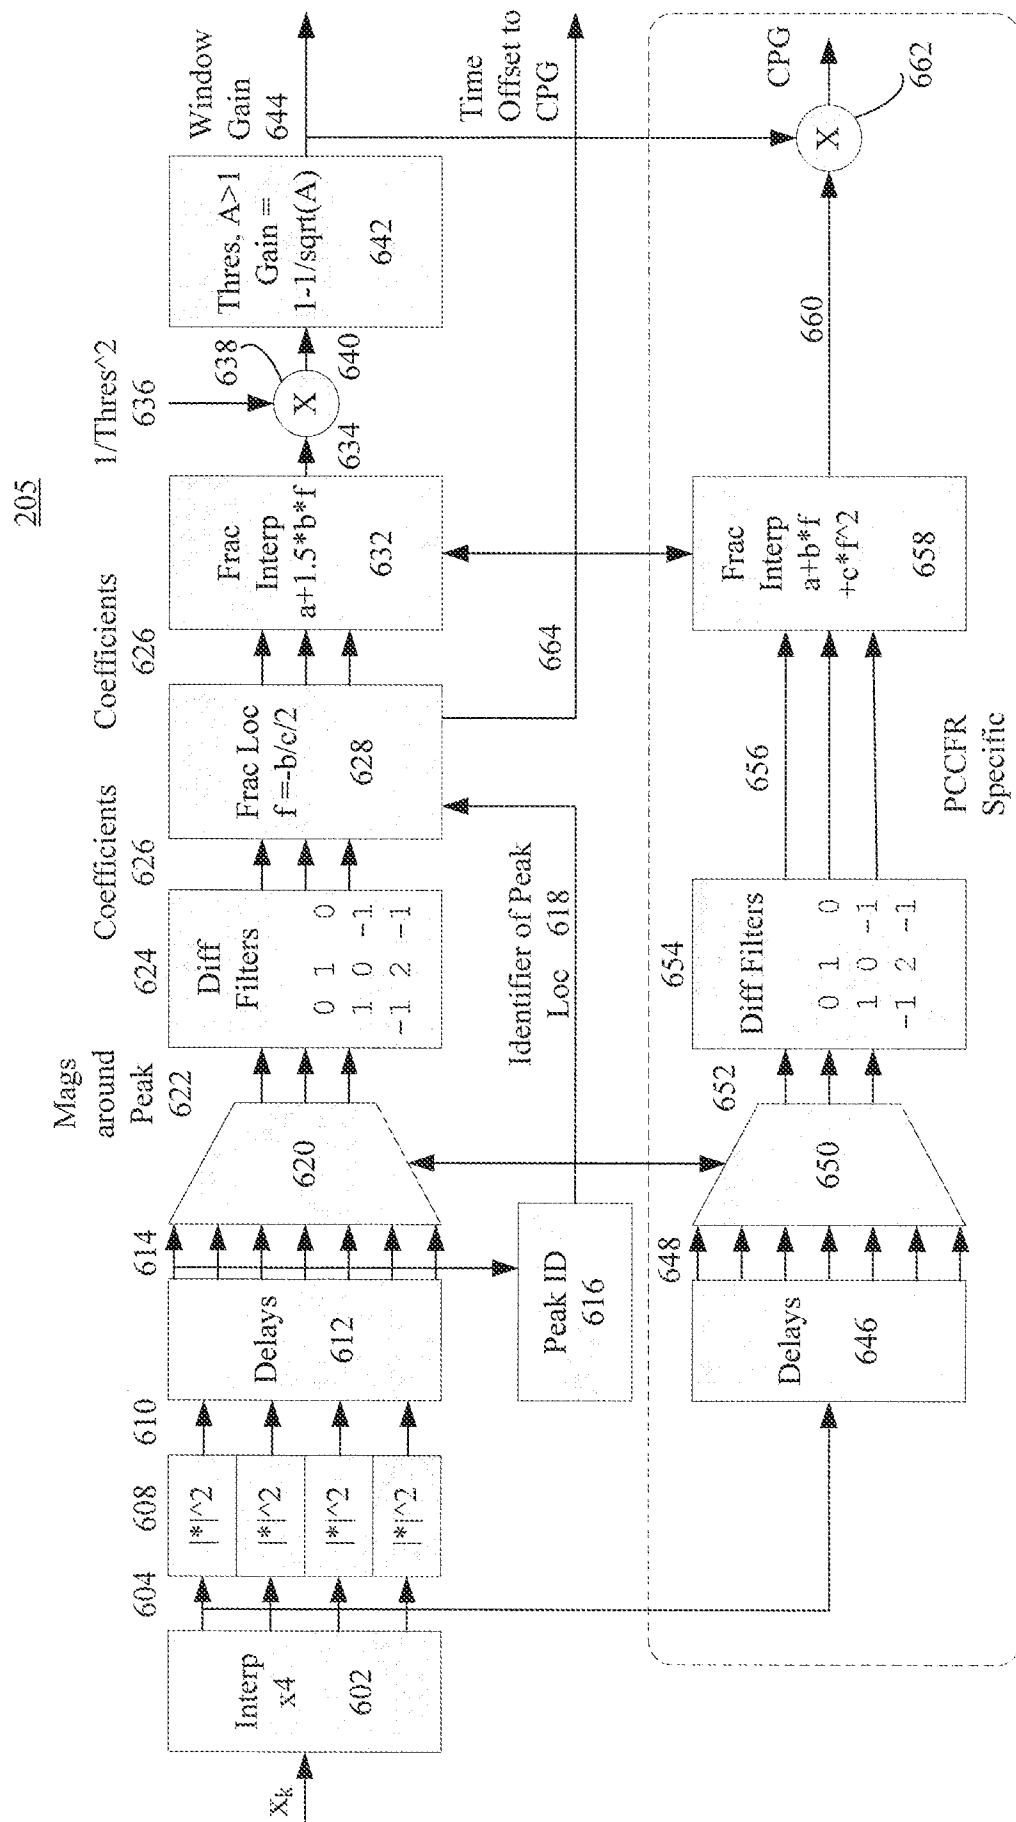 205
X_k
Interp
x4
602
604
|*|^2
|*|^2
|*|^2
|*|^2
608
610
Delays
612
614
Peak ID
616
Identifier of Peak
Loc 618
620
Mags
around
Peak
622
Diff
Filters
0 1 0
1 0 -1
-1 2 -1
624
Coefficients
626
Frac Loc
f=-b/c/2
628
Coefficients
626
Frac
Interp
a+1.5*b*f
632
634
1/Thres^2
636
638
X
640
Thres, A>1
Gain =
1-1/sqrt(A)
642
Window
Gain
644
664
Time
Offset to
CPG
Delays
646
648
650
652
Diff Filters
0 1 0
1 0 -1
-1 2 -1
654
656
Frac
Interp
a+b*f
+c*f^2
658
660
X
662
CPG
PCCFR
Specific